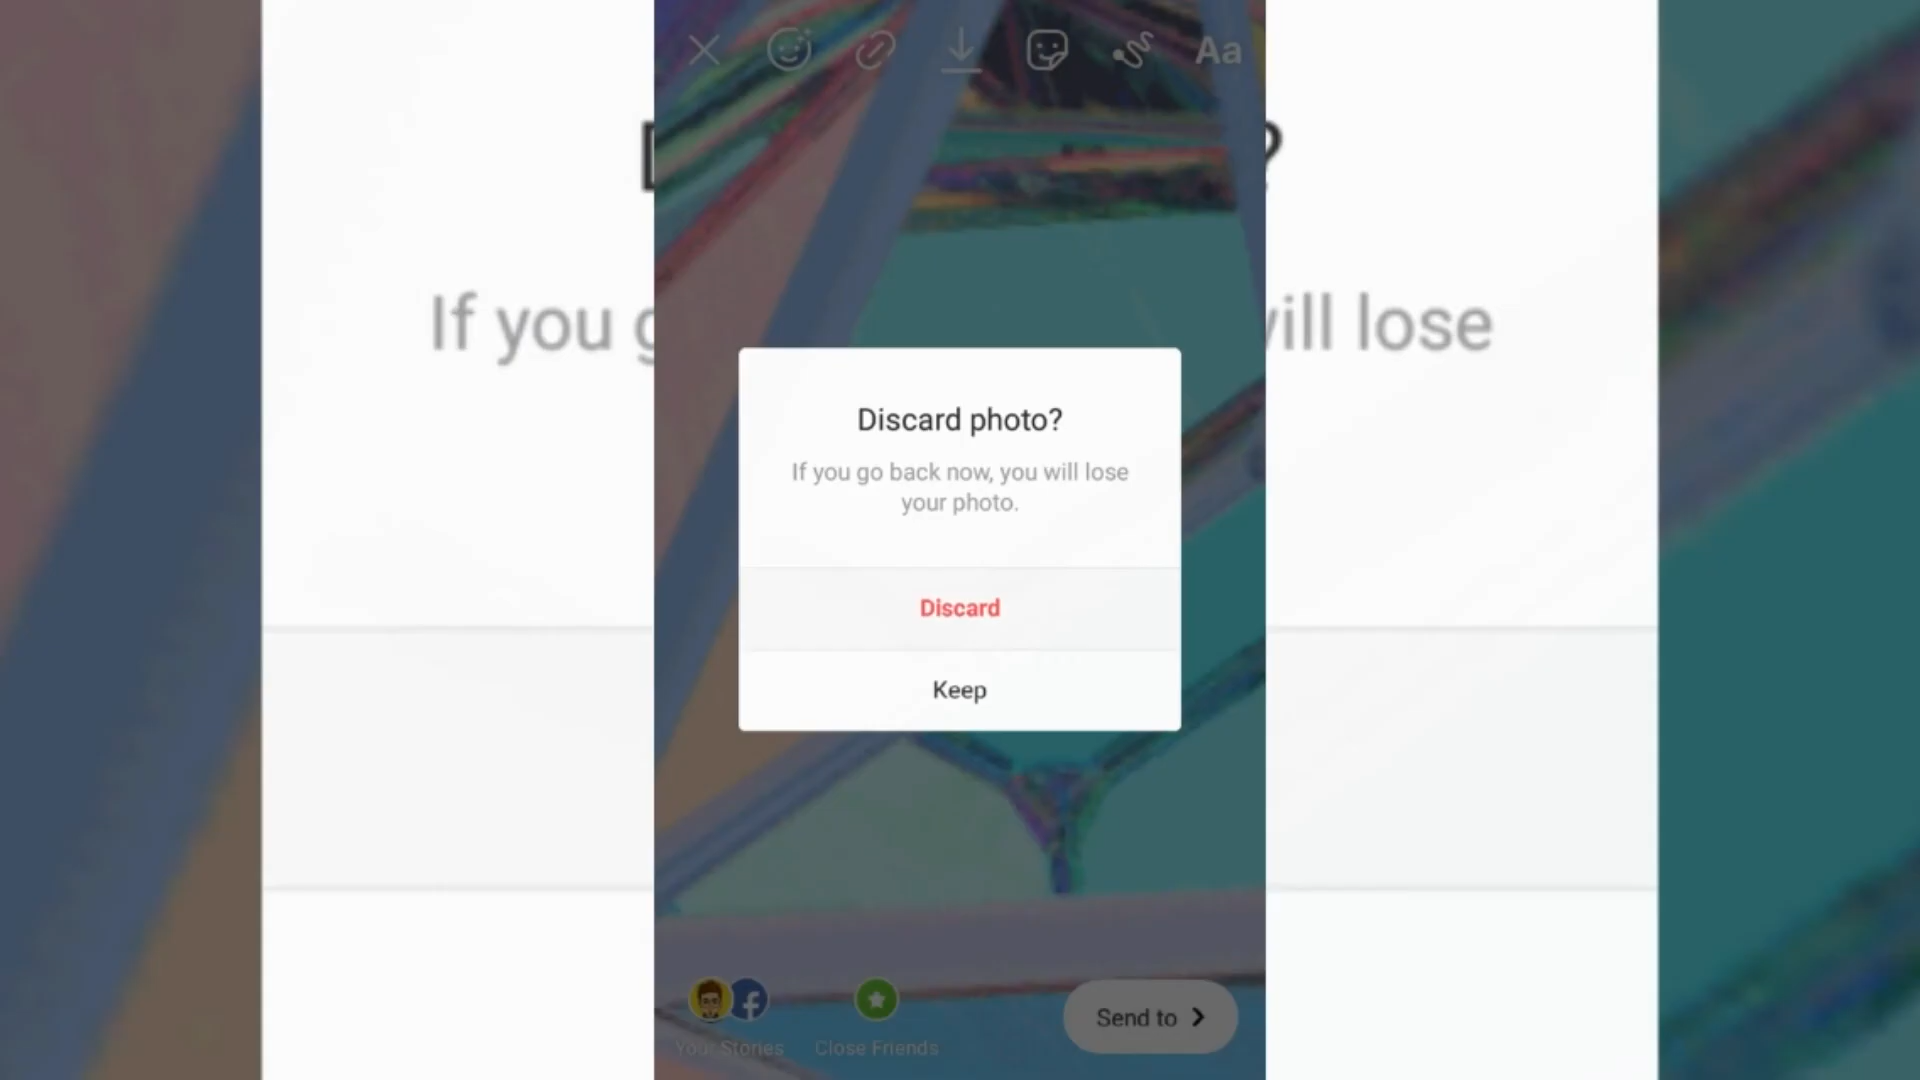 Aa
D
?
If you g
will lose
Discard photo?
If you go back now, you will lose
your photo.
Discard
Keep
Send to
Your Stories
Close Friends